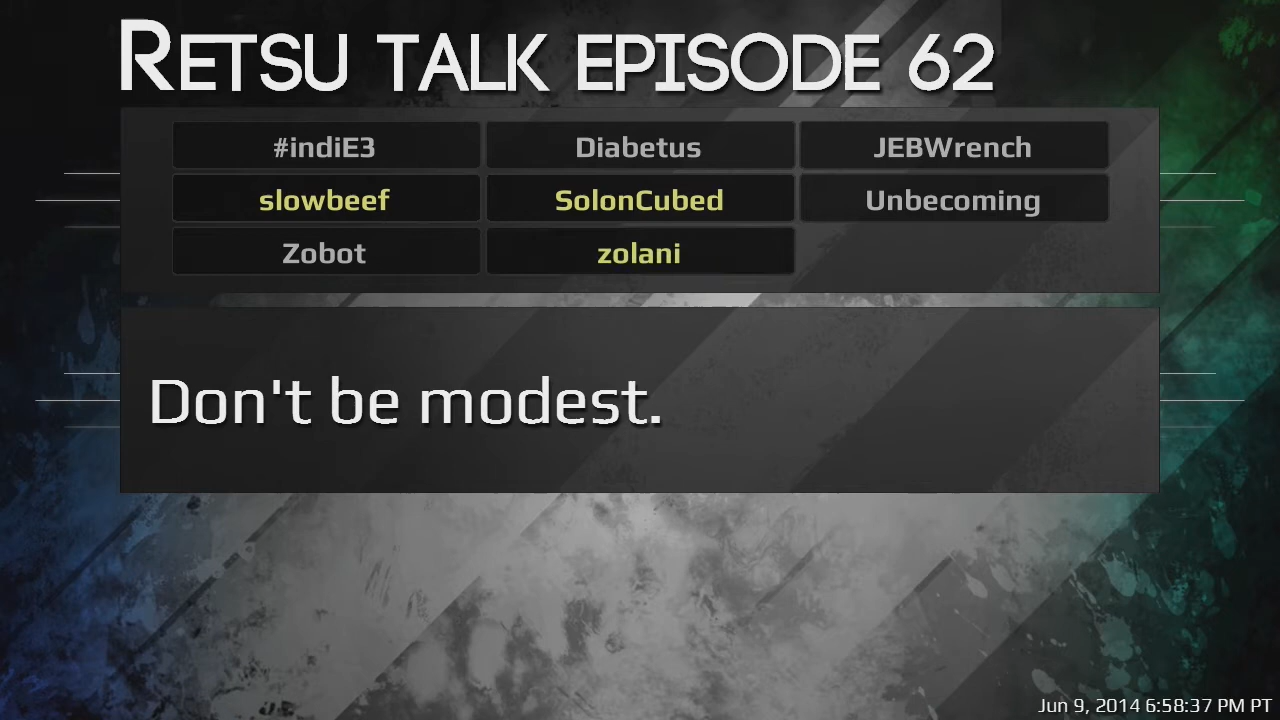 Retsu talk episode 62
#indiE3 Diabetus JEBWrench
slowbeef SolonCubed Unbecoming
Zobot zolani
Don't be modest.
Jun 9, 2014 6:58:37 PM PT